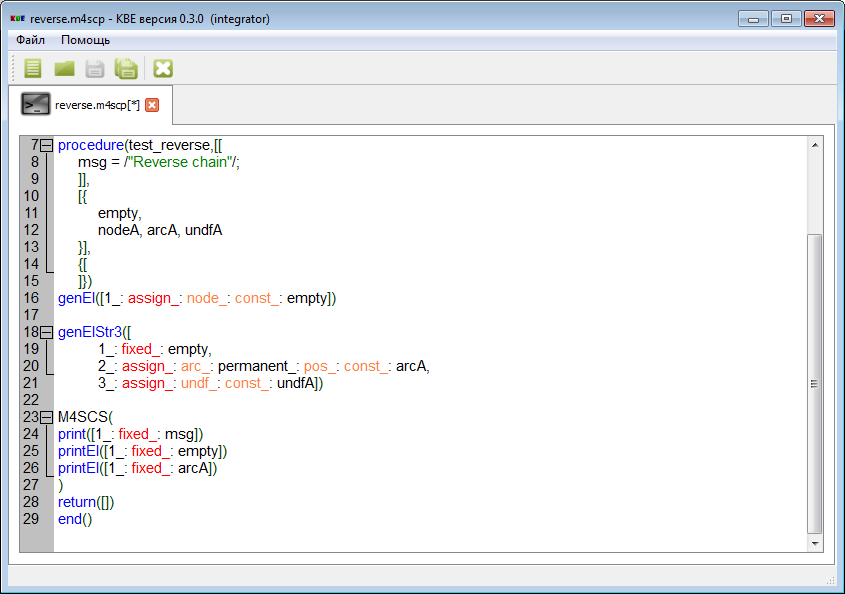 KBE reverse.m4scp - KBE версия 0.3.0 (integrator)
Файл Помощь
reverse.m4scp[*]
7 procedure(test_reverse,[[
8 msg = /"Reverse chain"/;
9 ]],
10 [{
11 empty,
12 nodeA, arcA, undfA
13 }],
14 {[
15 ]})
16 genEl([1_: assign_: node_: const_: empty])
17
18 genElStr3([
19 1_: fixed_: empty,
20 2_: assign_: arc_: permanent_: pos_: const_: arcA,
21 3_: assign_: undf_: const_: undfA])
22
23 M4SCS(
24 print([1_: fixed_: msg])
25 printEl([1_: fixed_: empty])
26 printEl([1_: fixed_: arcA])
27 )
28 return([])
29 end()